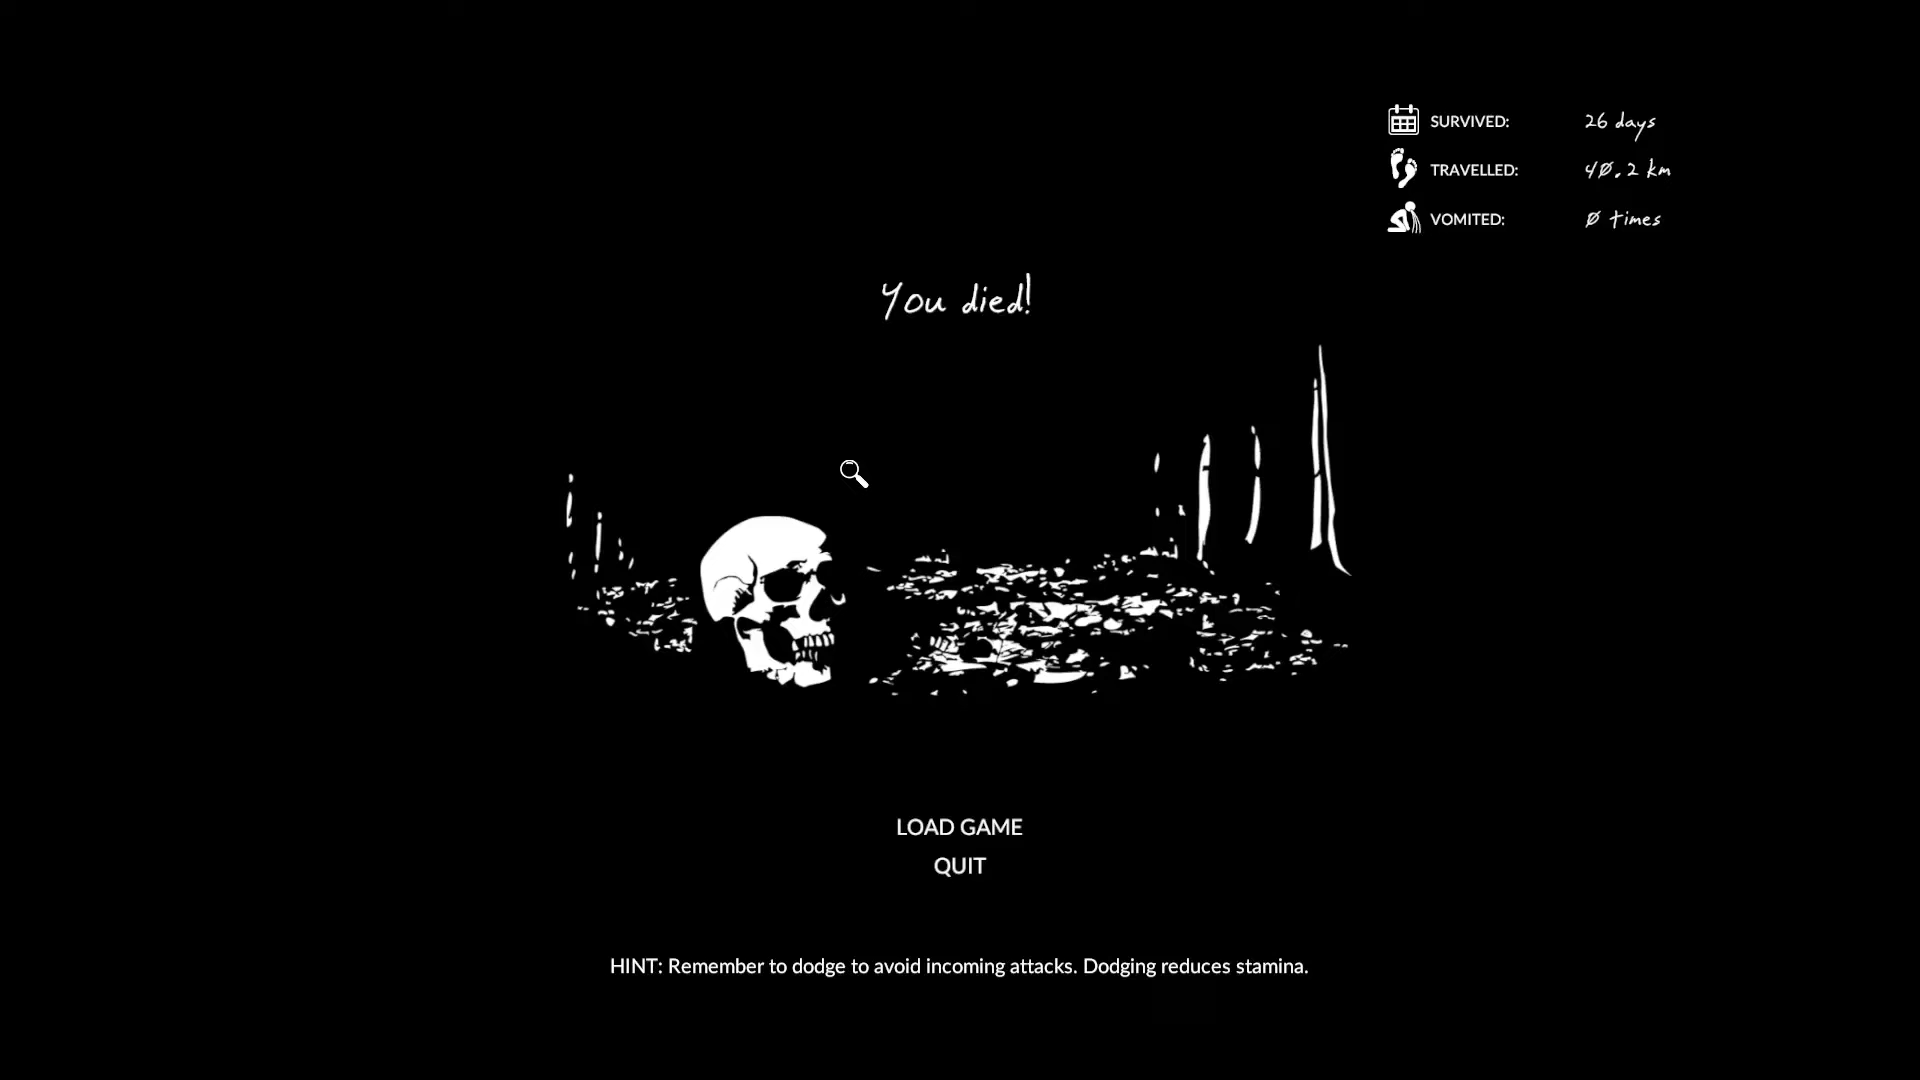 SURVIVED: 26 days
TRAVELLED: 40.2 km
VOMITED: 0 times
You died!
LOAD GAME
QUIT
HINT: Remember to dodge to avoid incoming attacks. Dodging reduces stamina.